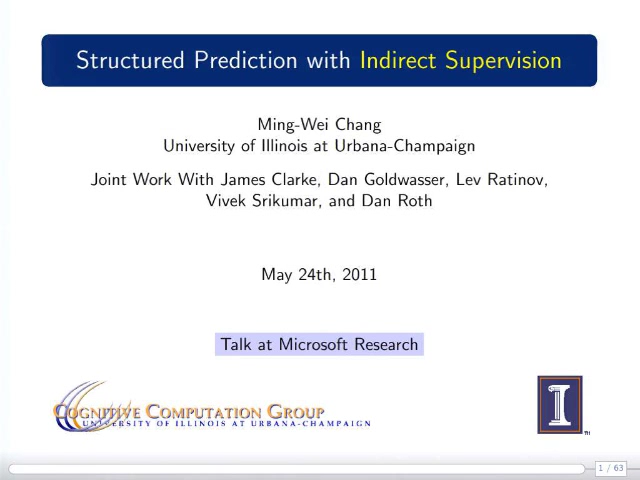 Structured Prediction with Indirect Supervision
Ming-Wei Chang
University of Illinois at Urbana-Champaign
Joint Work With James Clarke, Dan Goldwasser, Lev Ratinov,
Vivek Srikumar, and Dan Roth
May 24th, 2011
Talk at Microsoft Research
COGNITIVE COMPUTATION GROUP
UNIVERSITY OF ILLINOIS AT URBANA-CHAMPAIGN
I
TM
1 / 63